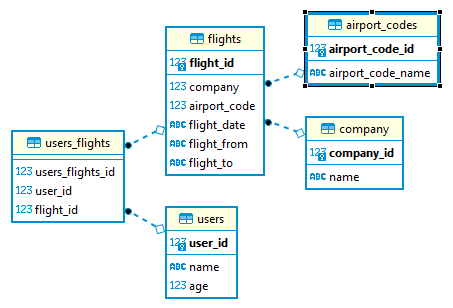 flights
123 flight_id
123 company
123 airport_code
ABC flight_date
ABC flight_from
ABC flight_to
airport_codes
123 airport_code_id
ABC airport_code_name
company
123 company_id
ABC name
users_flights
123 users_flights_id
123 user_id
123 flight_id
users
123 user_id
ABC name
123 age